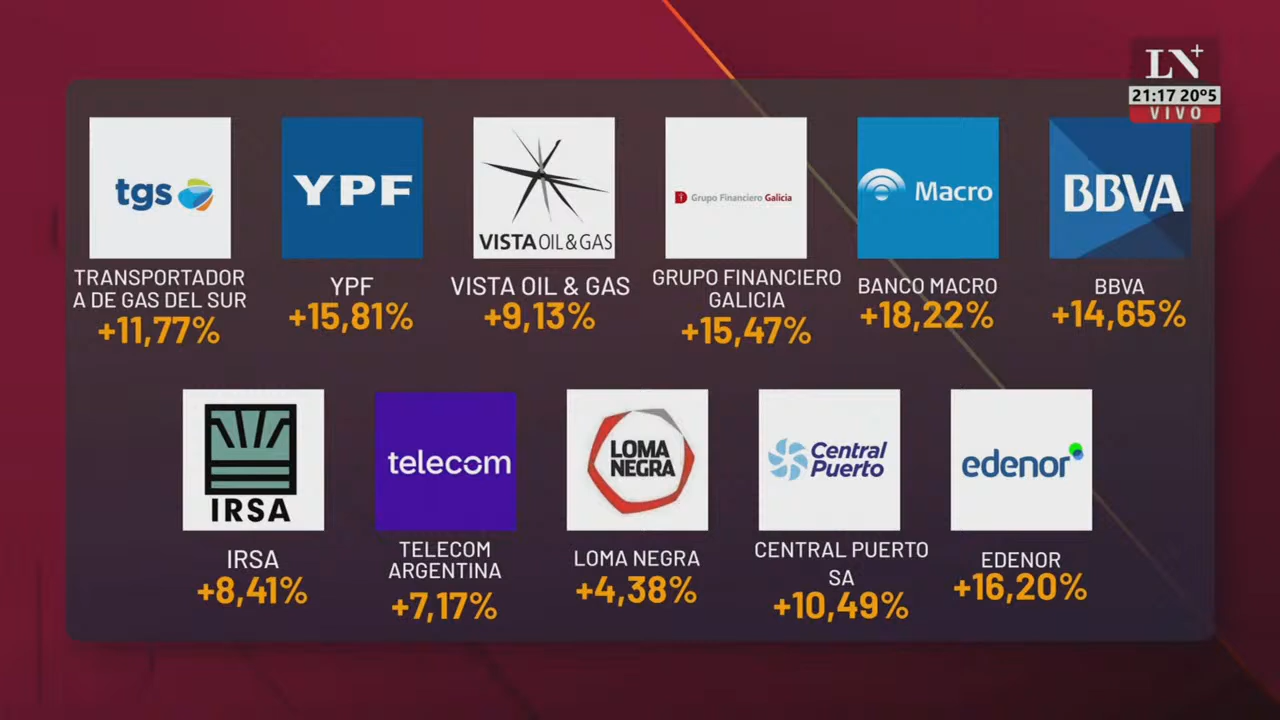 LN+
21:17 20º5
VIVO
tgs
YPF
VISTA OIL & GAS
Grupo Financiero Galicia
Macro
BBVA
TRANSPORTADOR
A DE GAS DEL SUR
+11,77%
YPF
+15,81%
VISTA OIL & GAS
+9,13%
GRUPO FINANCIERO
GALICIA
+15,47%
BANCO MACRO
+18,22%
BBVA
+14,65%
IRSA
telecom
LOMA
NEGRA
Central
Puerto
edenor
IRSA
+8,41%
TELECOM
ARGENTINA
+7,17%
LOMA NEGRA
+4,38%
CENTRAL PUERTO
SA
+10,49%
EDENOR
+16,20%